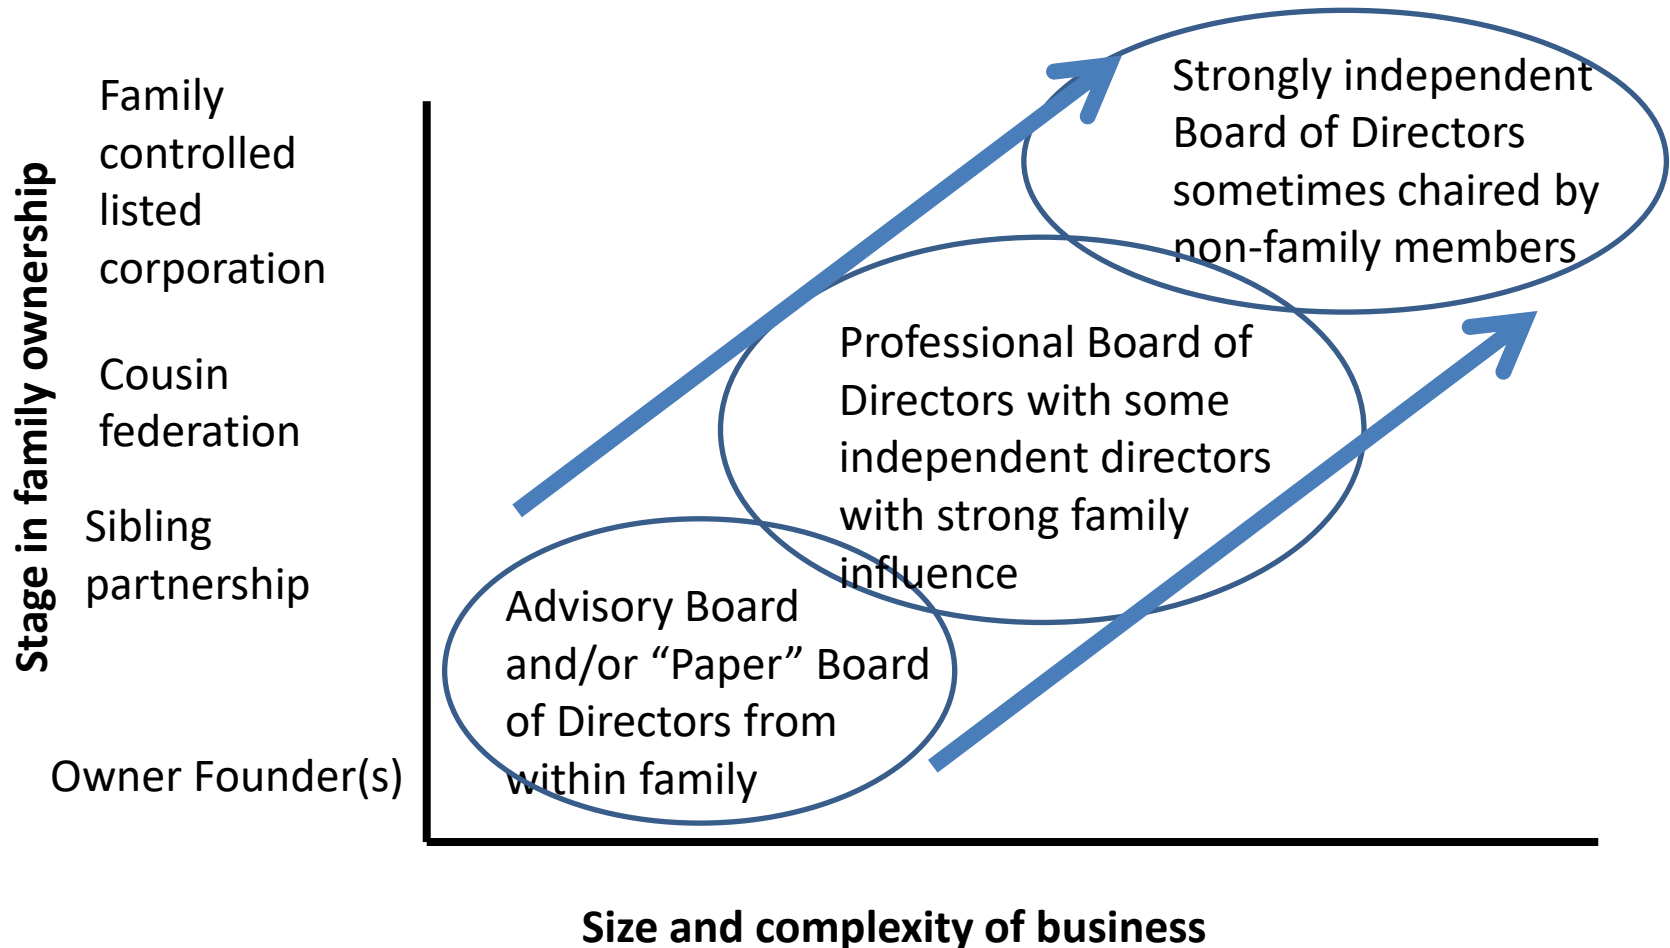 Stage in family ownership
Family
controlled
listed
corporation
Cousin
federation
Sibling
partnership
Owner Founder(s)
Strongly independent
Board of Directors
sometimes chaired by
non-family members
Professional Board of
Directors with some
independent directors
with strong family
influence
Advisory Board
and/or “Paper” Board
of Directors from
within family
Size and complexity of business